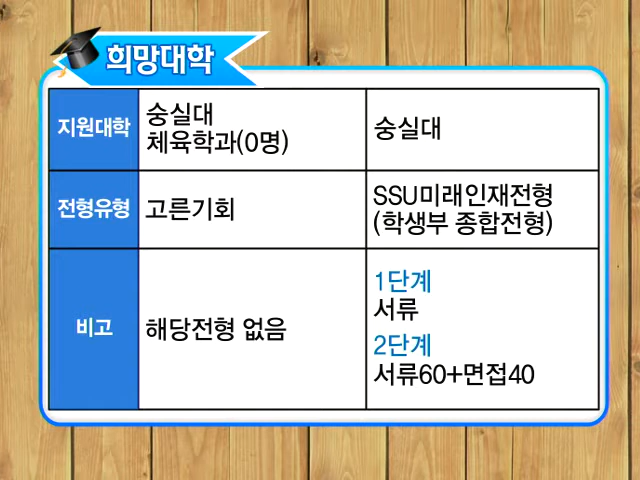 희망대학
지원대학
숭실대
체육학과(0명)
숭실대
전형유형
고른기회
SSU미래인재전형
(학생부 종합전형)
비고
해당전형 없음
1단계
서류
2단계
서류60+면접40